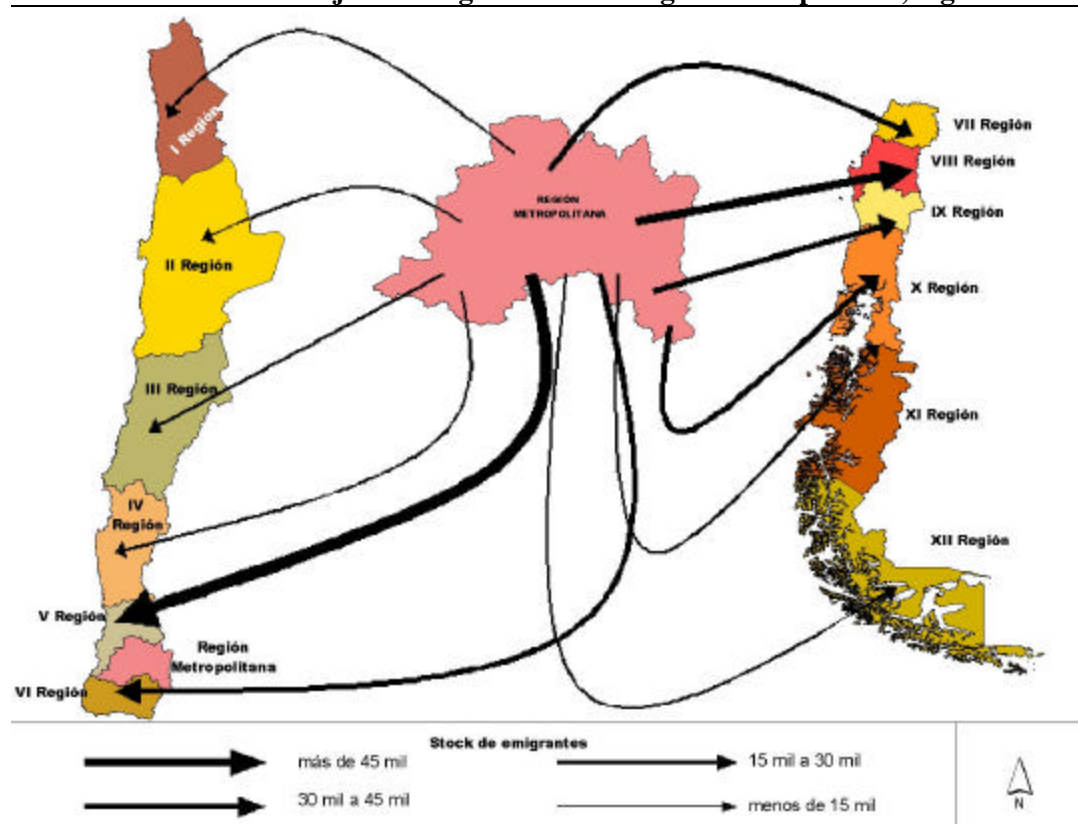 I Región
REGIÓN
METROPOLITANA
VII Región
VIII Región
IX Región
II Región
X Región
III Región
XI Región
IV
Región
XII Región
V Región
Región
Metropolitana
VI Región
Stock de emigrantes
más de 45 mil
15 mil a 30 mil
30 mil a 45 mil
menos de 15 mil
N